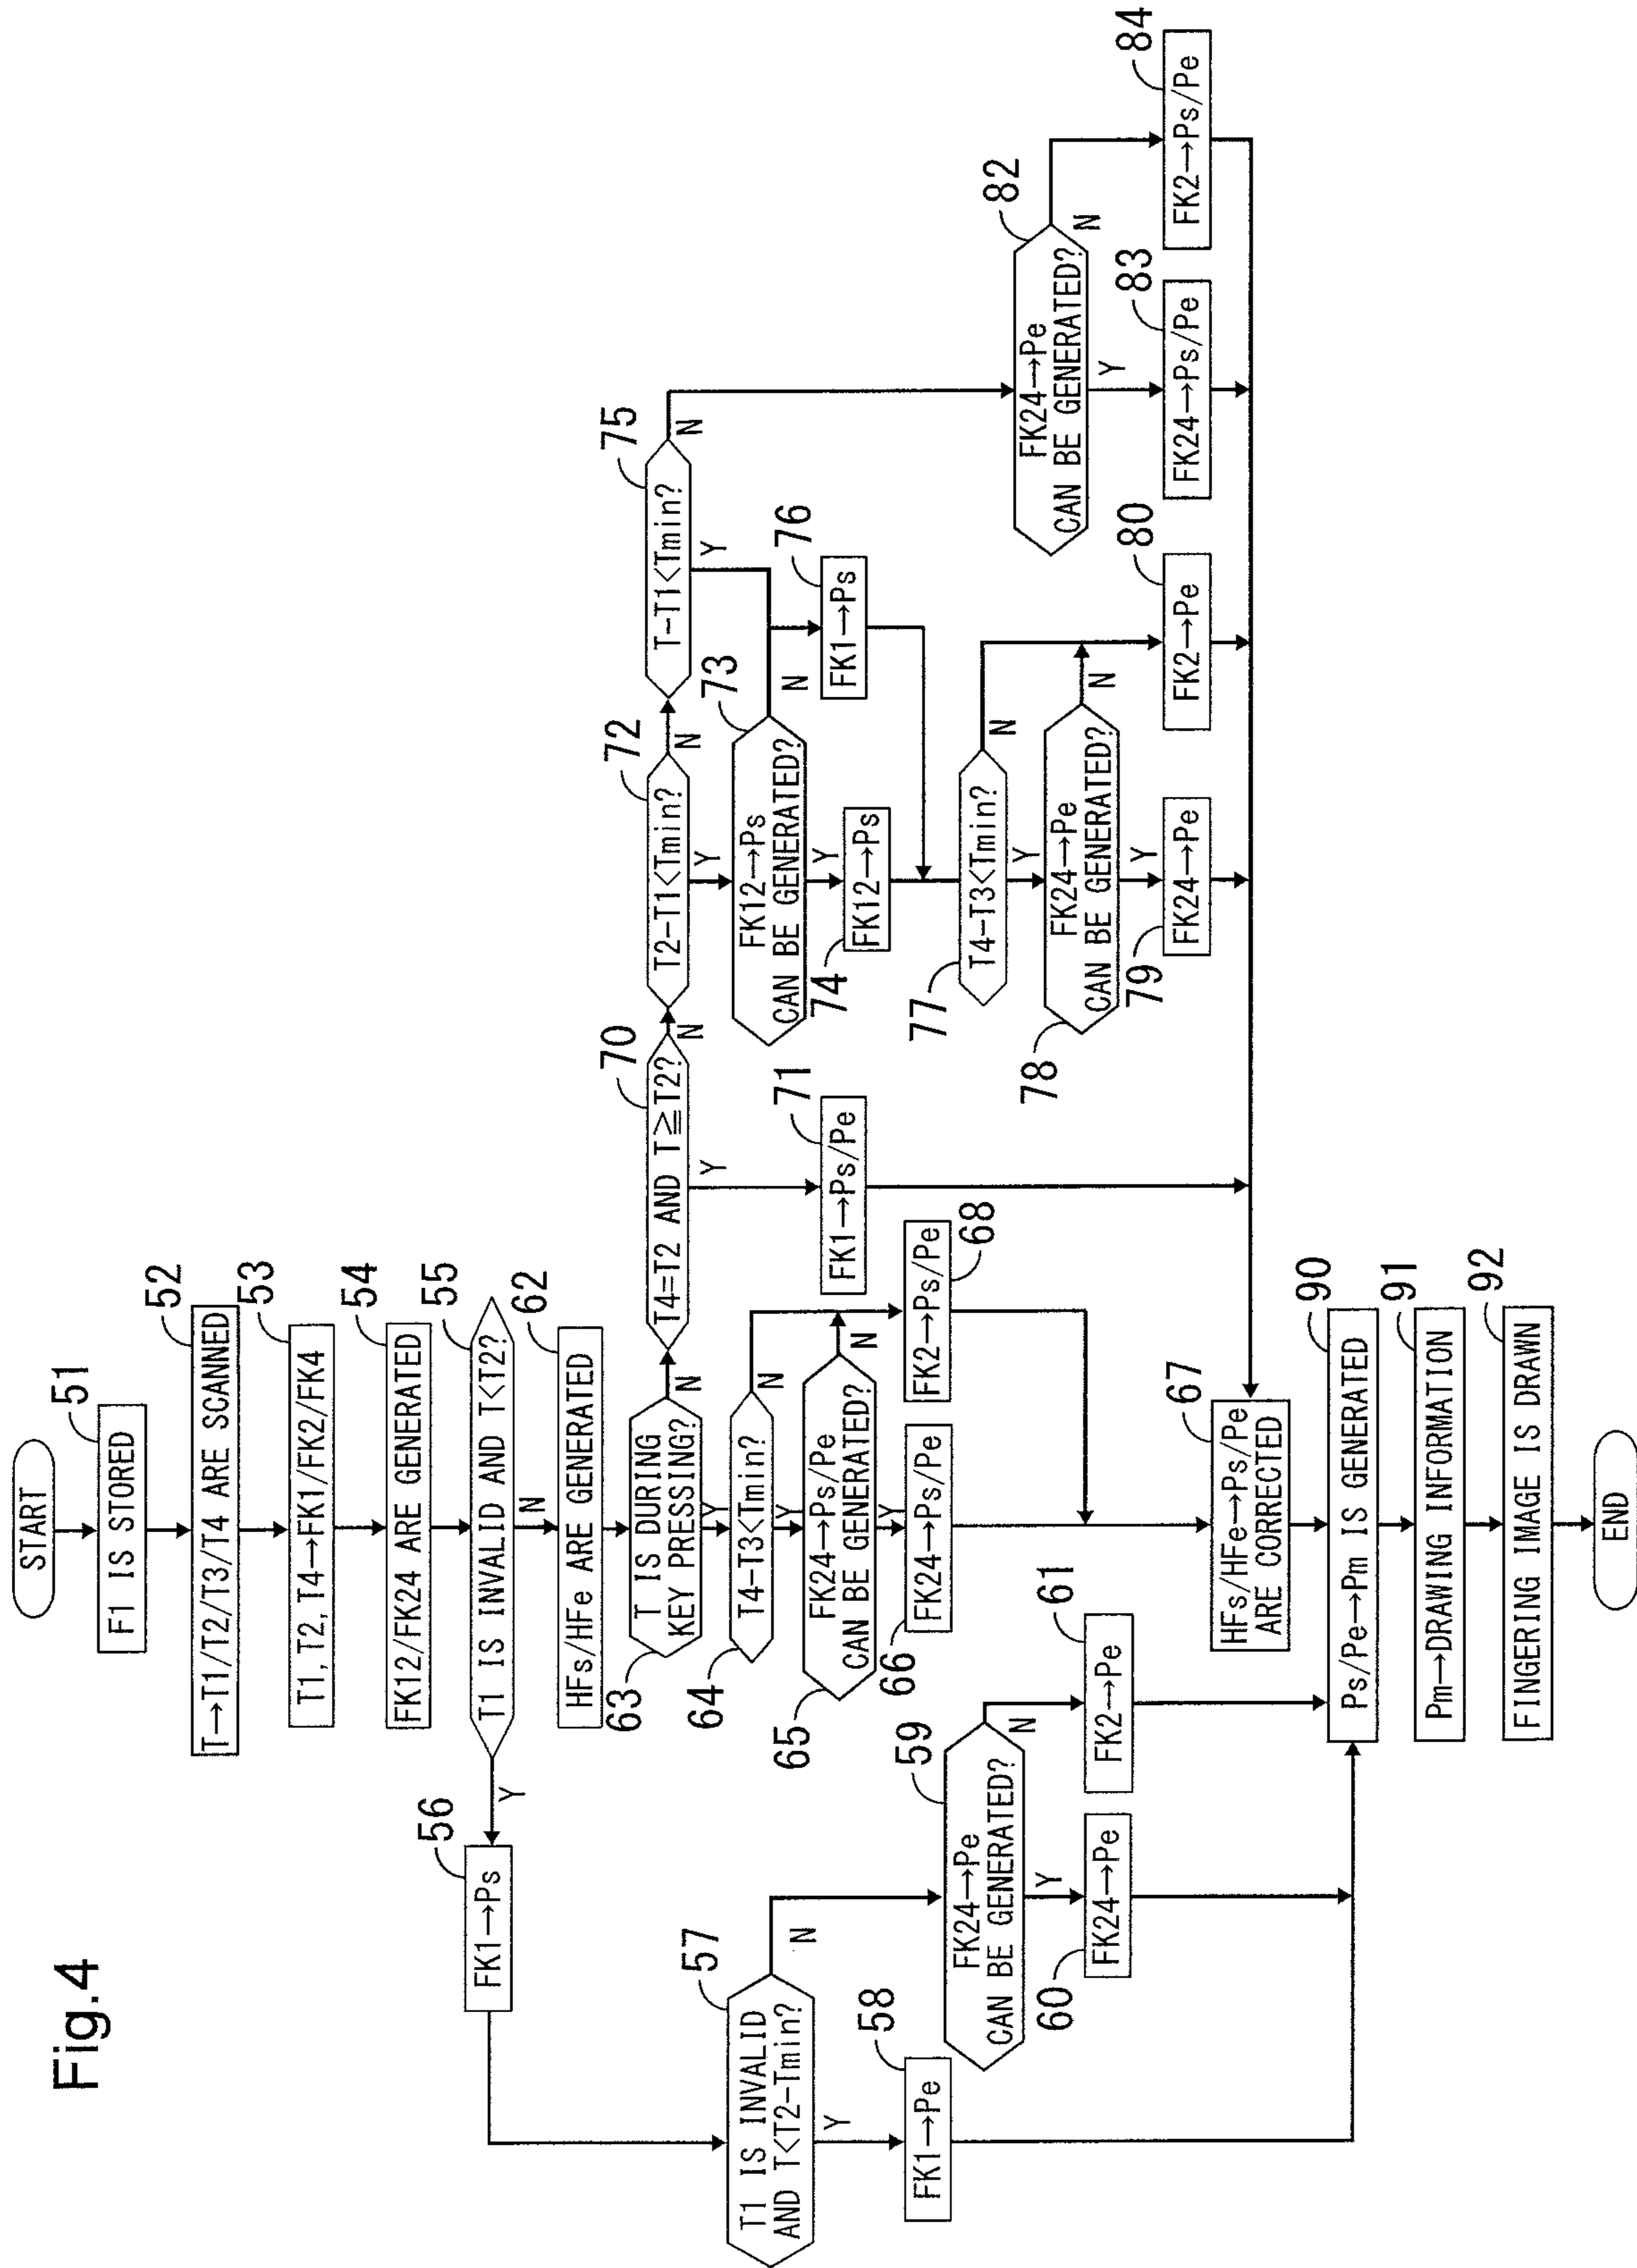 Fig.4
START
51
F1 IS STORED
52
T→T1/T2/T3/T4 ARE SCANNED
53
T1, T2, T4→FK1/FK2/FK4
54
FK12/FK24 ARE GENERATED
55
T1 IS INVALID AND T<T2?
Y
N
56
FK1→Ps
57
T1 IS INVALID
AND T<T2-Tmin?
Y
N
58
FK1→Pe
59
FK24→Pe
CAN BE GENERATED?
Y
N
60
FK24→Pe
61
FK2→Pe
62
HFs/HFe ARE GENERATED
63
T IS DURING
KEY PRESSING?
Y
N
64
T4-T3<Tmin?
Y
N
65
FK24→Ps/Pe
CAN BE GENERATED?
Y
N
66
FK24→Ps/Pe
68
FK2→Ps/Pe
67
HFs/HFe→Ps/Pe
ARE CORRECTED
70
T4=T2 AND T≧T2?
Y
N
71
FK1→Ps/Pe
72
T2-T1<Tmin?
Y
N
73
FK12→Ps
CAN BE GENERATED?
Y
N
74
FK12→Ps
75
T-T1<Tmin?
Y
N
76
FK1→Ps
77
T4-T3<Tmin?
Y
N
78
FK24→Pe
CAN BE GENERATED?
Y
N
79
FK24→Pe
80
FK2→Pe
82
FK24→Pe
CAN BE GENERATED?
Y
N
83
FK24→Ps/Pe
84
FK2→Ps/Pe
90
Ps/Pe→Pm IS GENERATED
91
Pm→DRAWING INFORMATION
92
FINGERING IMAGE IS DRAWN
END